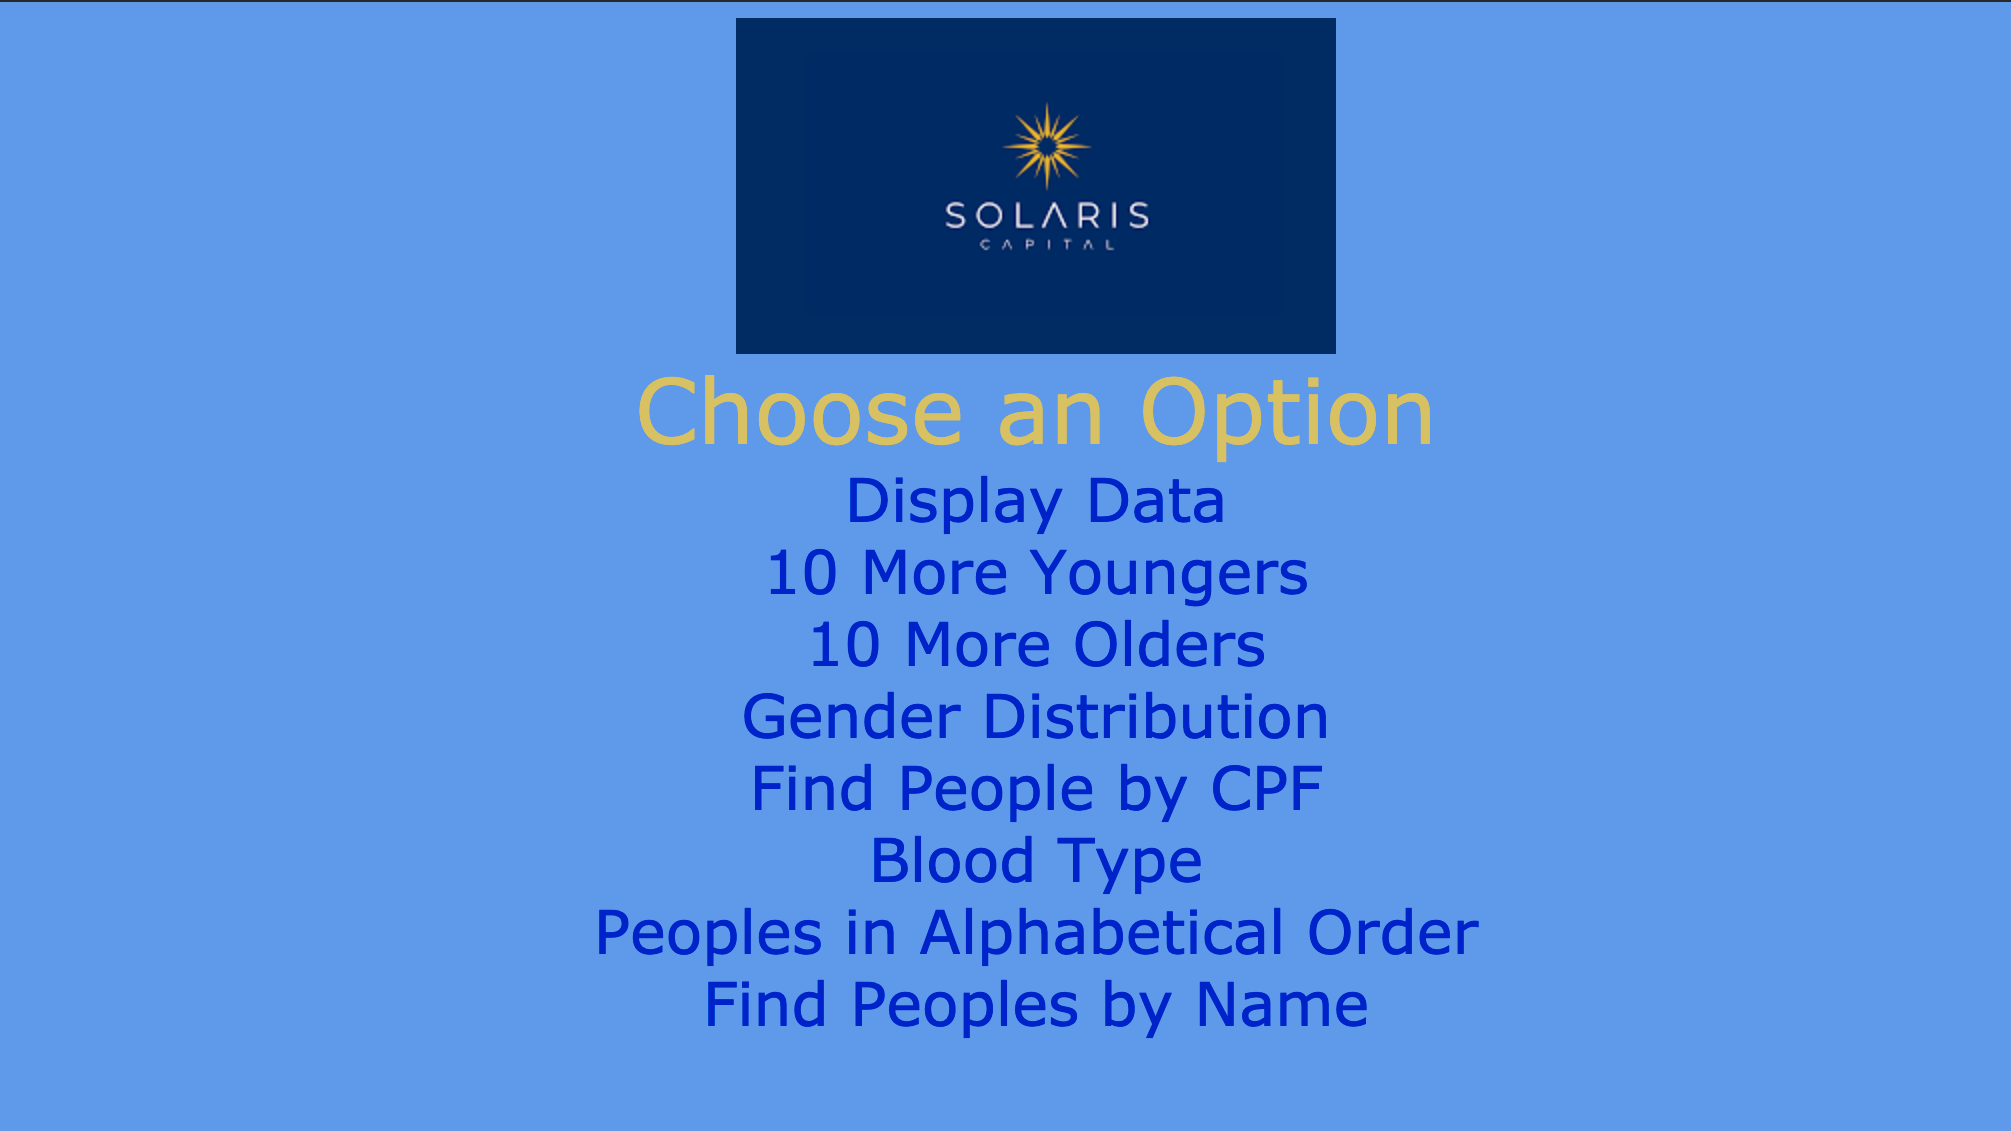 SOLARIS
CAPITAL
Choose an Option
Display Data
10 More Youngers
10 More Olders
Gender Distribution
Find People by CPF
Blood Type
Peoples in Alphabetical Order
Find Peoples by Name